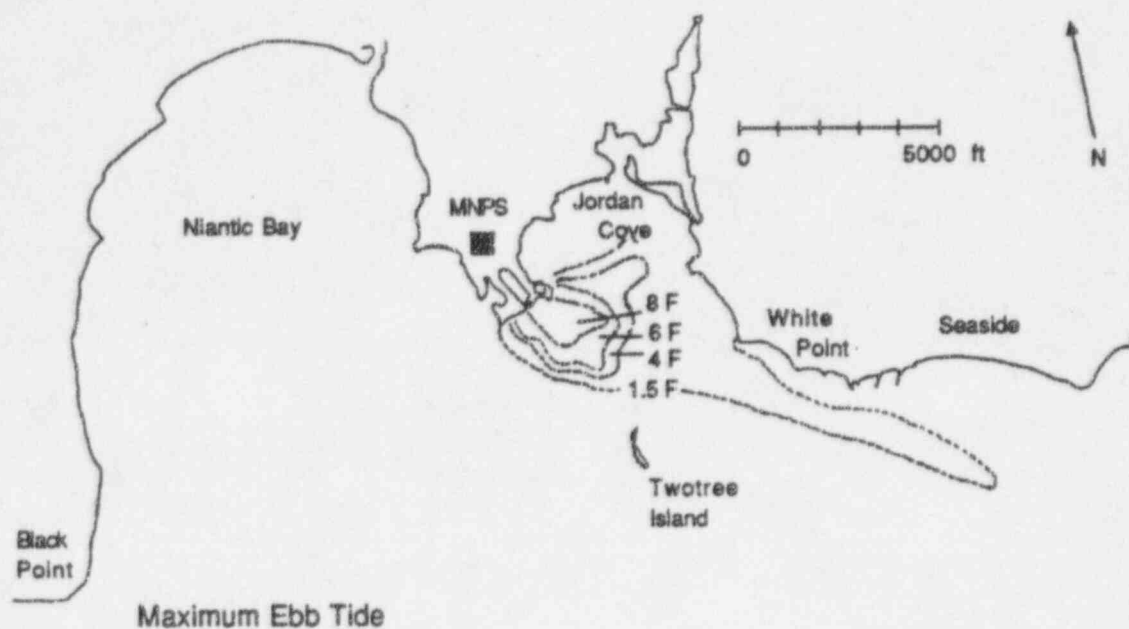 N
0 5000 ft
Niantic Bay
MNPS
Jordan
Cove
8 F
6 F
4 F
1.5 F
White
Point
Seaside
Twotree
Island
Black
Point
Maximum Ebb Tide